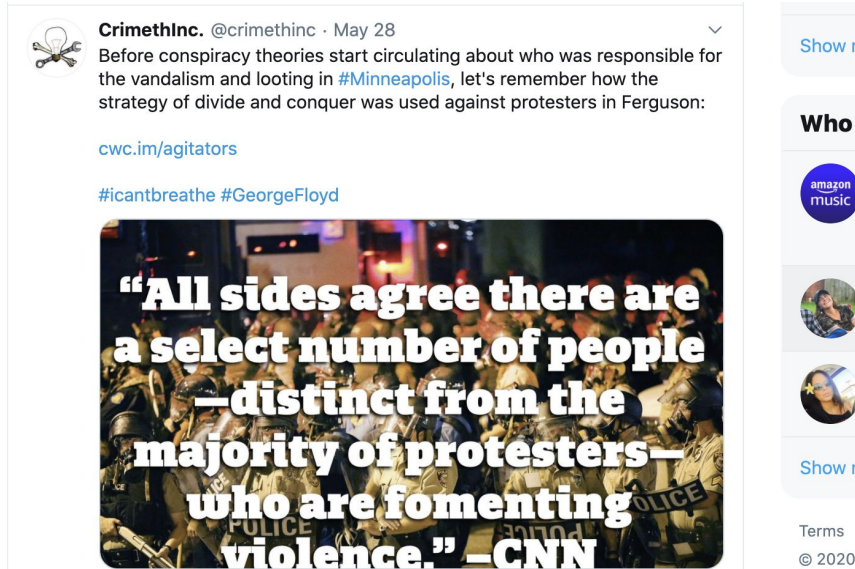 CrimethInc. @crimethinc · May 28
Before conspiracy theories start circulating about who was responsible for
the vandalism and looting in #Minneapolis, let's remember how the
strategy of divide and conquer was used against protesters in Ferguson:
cwc.im/agitators
#icantbreathe #GeorgeFloyd
“All sides agree there are
a select number of people
—distinct from the
majority of protesters—
who are fomenting
violence.” –CNN
POLICE
POLICE
POLICE
Show
Who
amazon
music
Show
Terms
© 2020